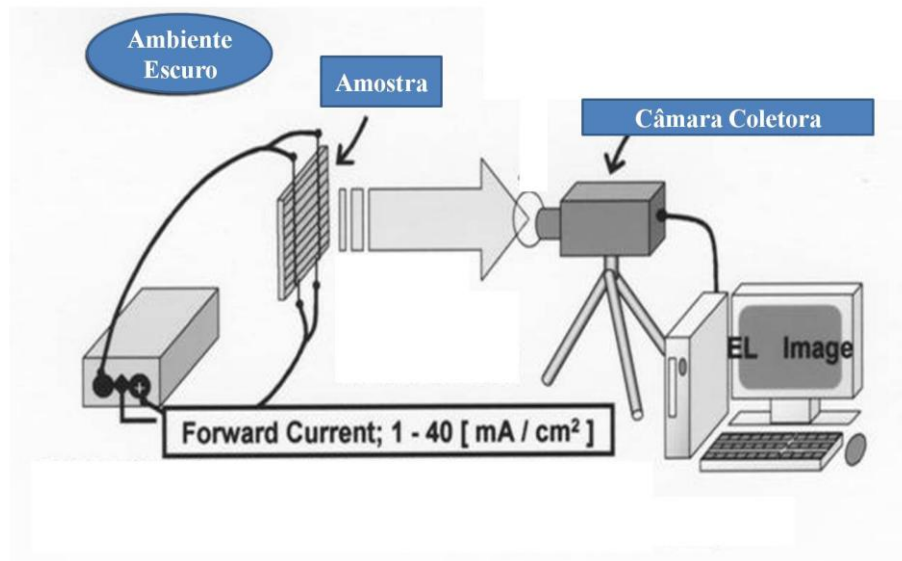 Ambiente
Escuro
Amostra
Câmara Coletora
EL Image
Forward Current; 1 - 40 [ mA / cm² ]